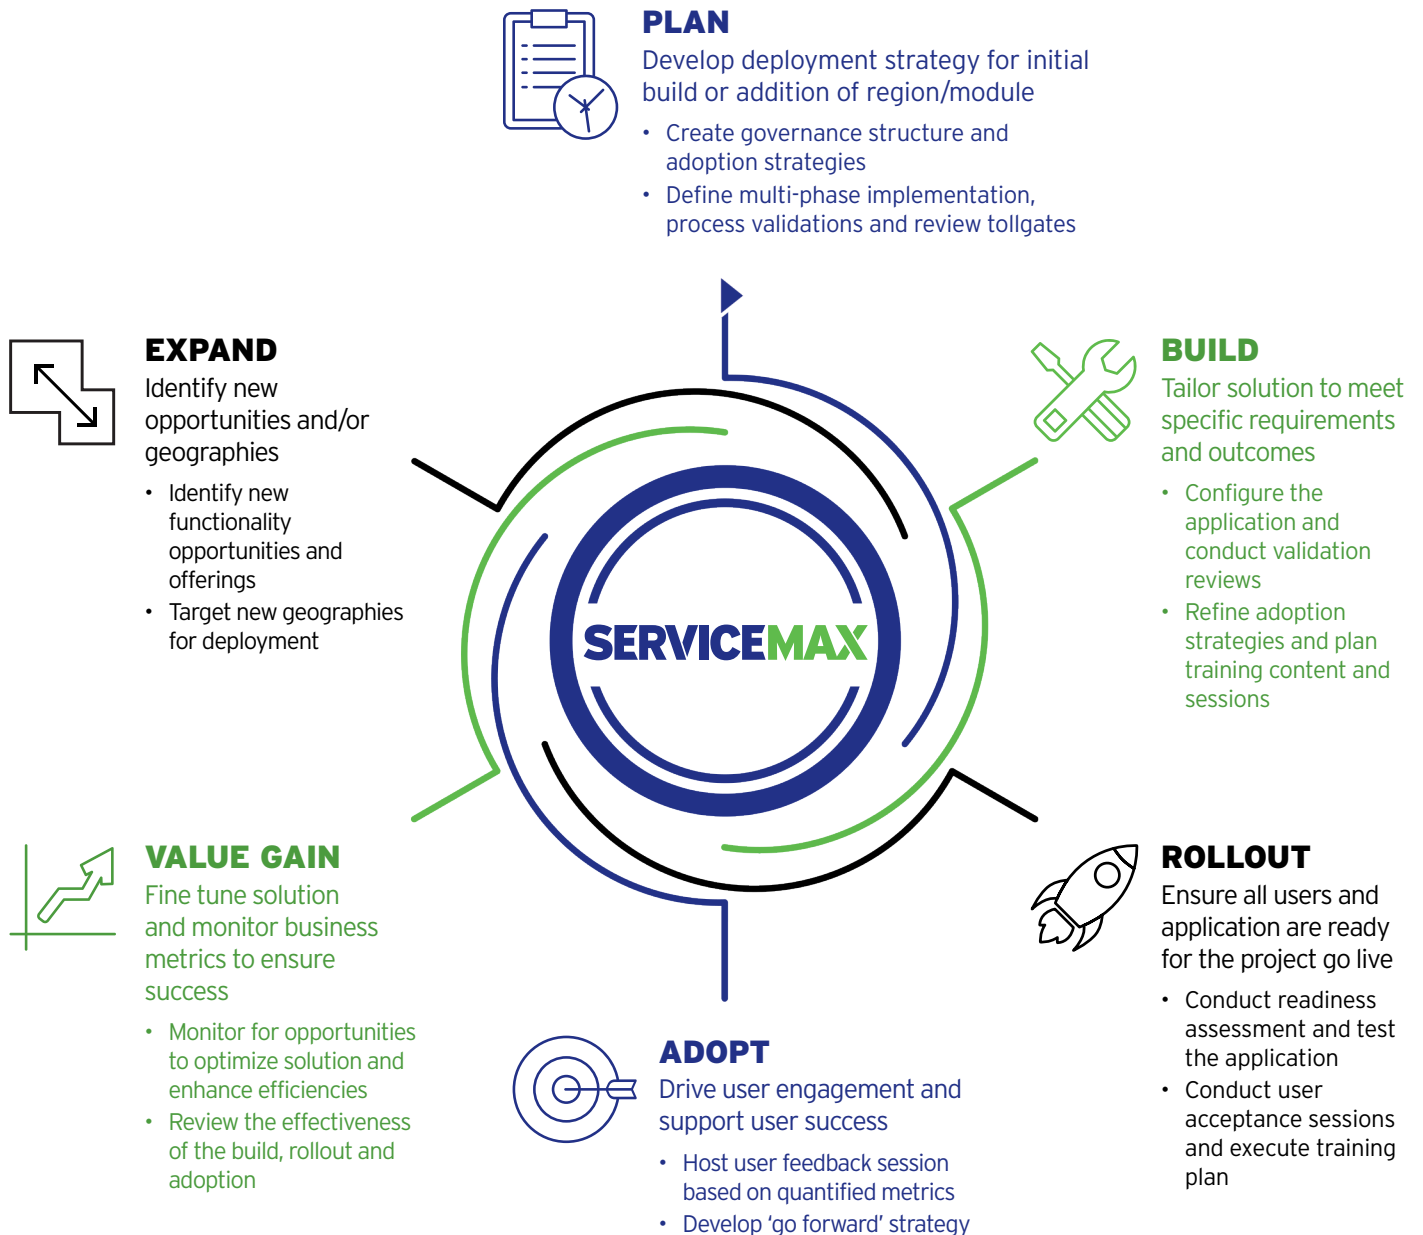 PLAN
Develop deployment strategy for initial
build or addition of region/module
• Create governance structure and
adoption strategies
• Define multi-phase implementation,
process validations and review tollgates
EXPAND
Identify new
opportunities and/or
geographies
• Identify new
functionality
opportunities and
offerings
• Target new geographies
for deployment
BUILD
Tailor solution to meet
specific requirements
and outcomes
• Configure the
application and
conduct validation
reviews
• Refine adoption
strategies and plan
training content and
sessions
SERVICEMAX
VALUE GAIN
Fine tune solution
and monitor business
metrics to ensure
success
• Monitor for opportunities
to optimize solution and
enhance efficiencies
• Review the effectiveness
of the build, rollout and
adoption
ADOPT
Drive user engagement and
support user success
• Host user feedback session
based on quantified metrics
• Develop ‘go forward’ strategy
ROLLOUT
Ensure all users and
application are ready
for the project go live
• Conduct readiness
assessment and test
the application
• Conduct user
acceptance sessions
and execute training
plan